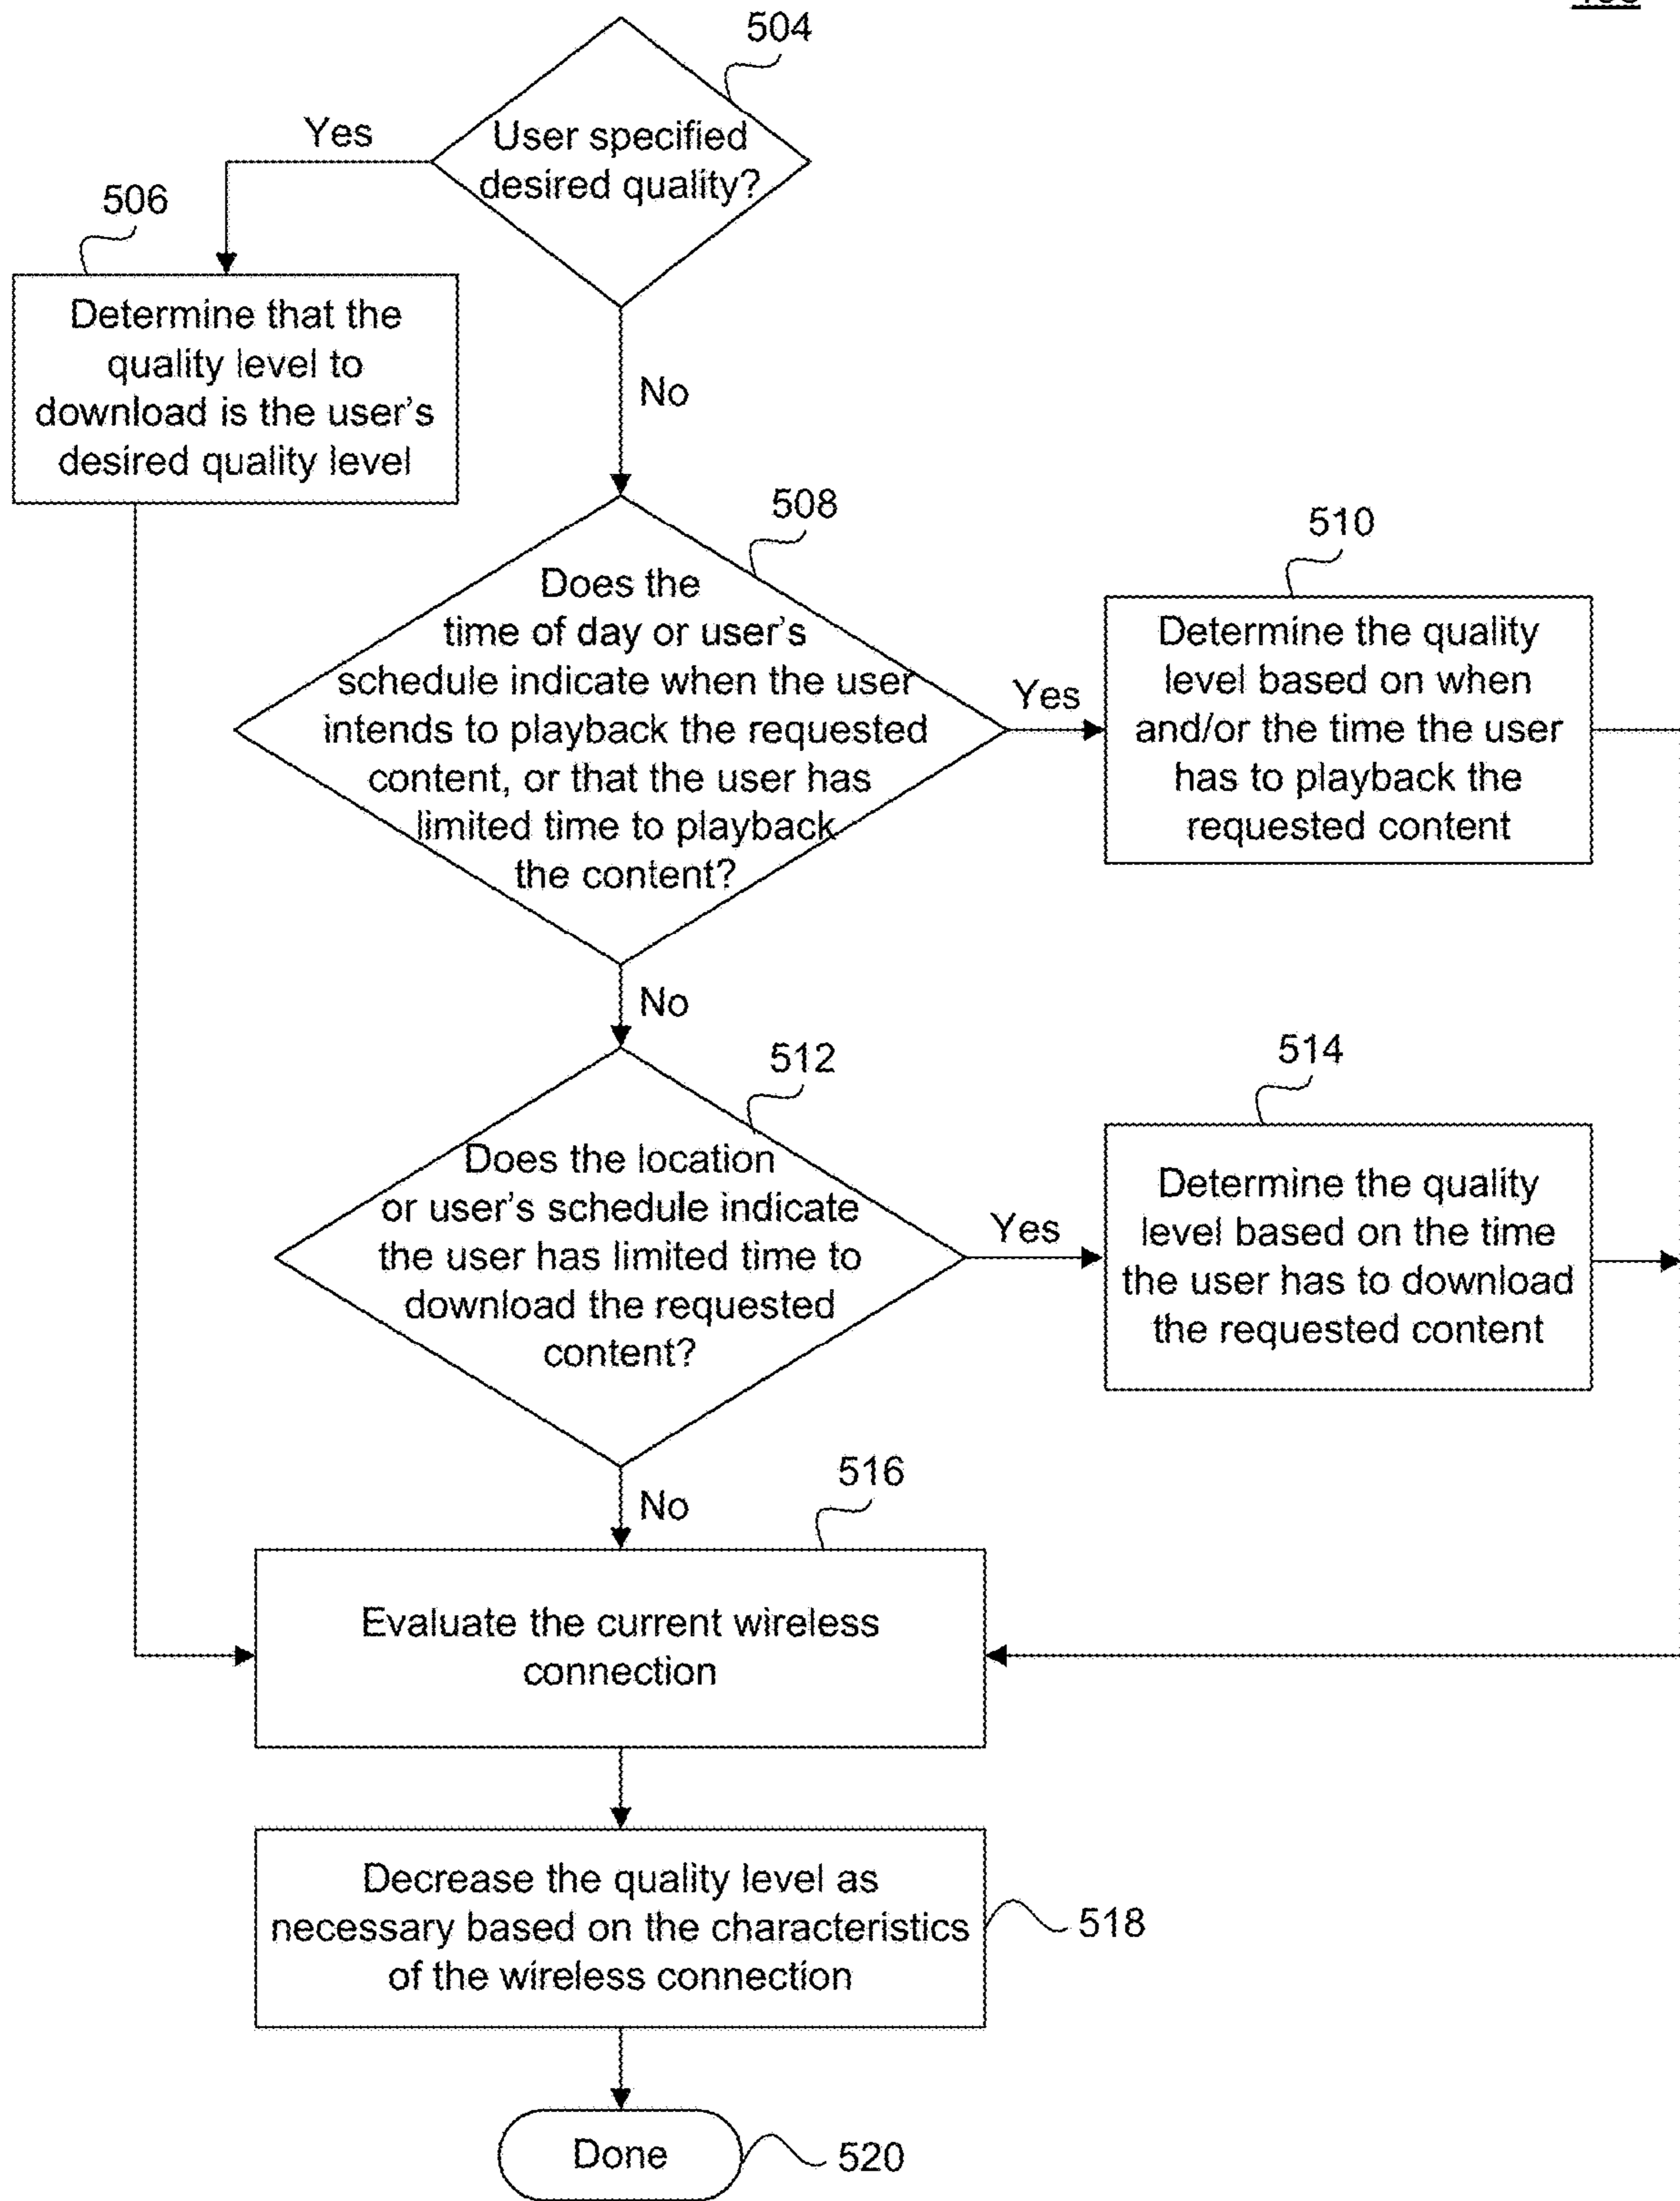 504
User specified
desired quality?
Yes
506
Determine that the
quality level to
download is the user's
desired quality level
No
508
Does the
time of day or user's
schedule indicate when the user
intends to playback the requested
content, or that the user has
limited time to playback
the content?
Yes
510
Determine the quality
level based on when
and/or the time the user
has to playback the
requested content
No
512
Does the location
or user's schedule indicate
the user has limited time to
download the requested
content?
Yes
514
Determine the quality
level based on the time
the user has to download
the requested content
No
516
Evaluate the current wireless
connection
Decrease the quality level as
necessary based on the characteristics
of the wireless connection
518
Done
520